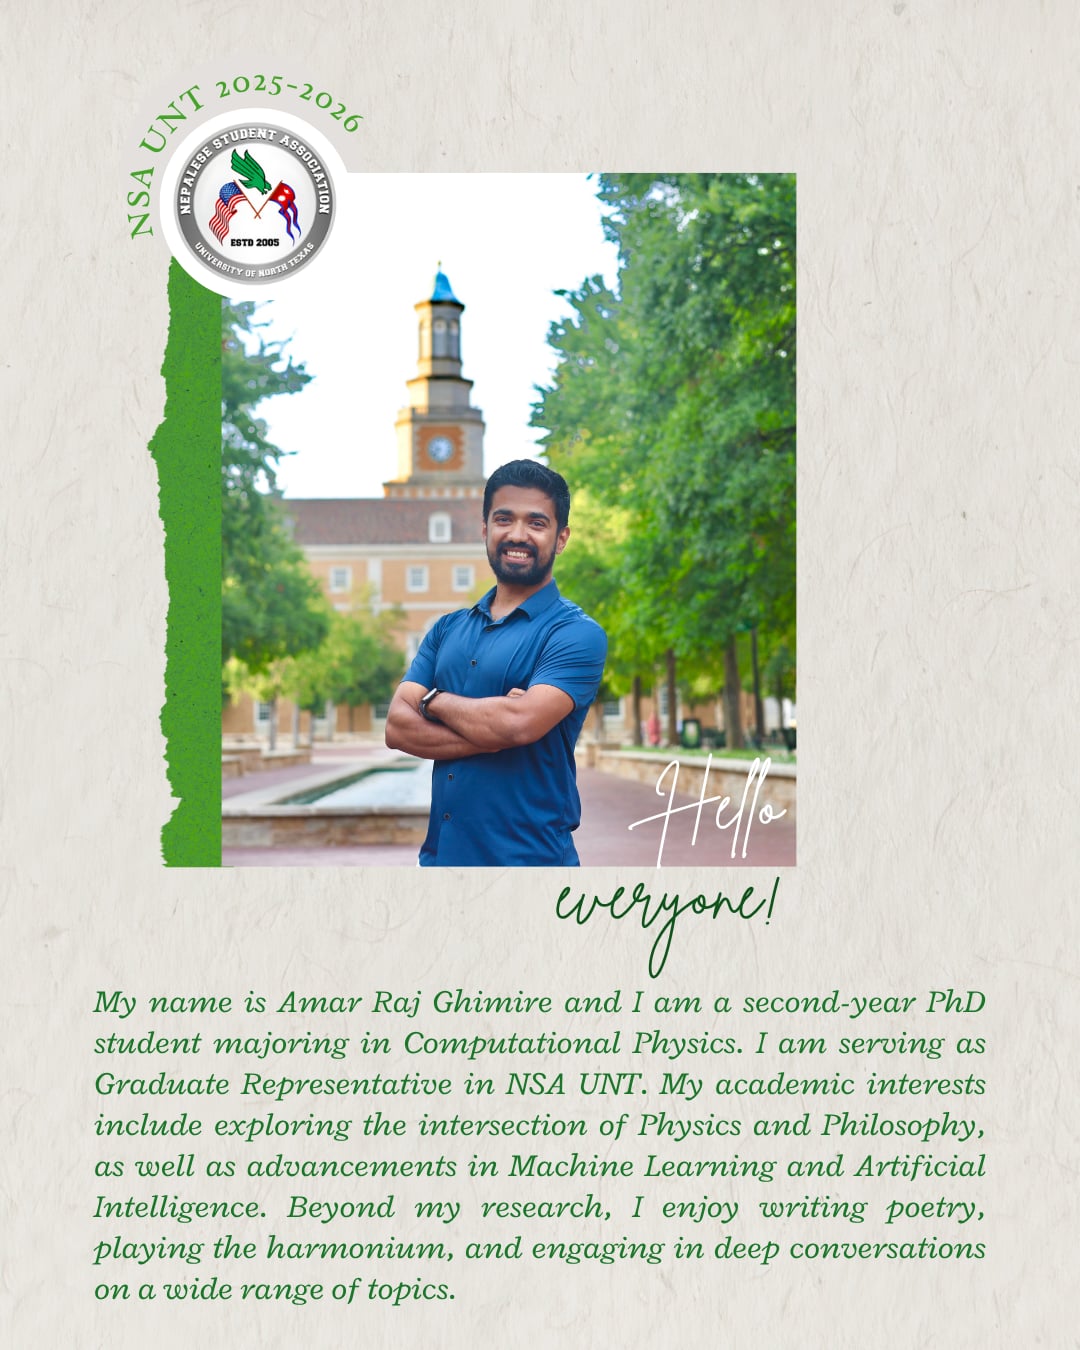 NSA UNT 2025-2026
NEPALESE STUDENT ASSOCIATION
ESTD 2005
UNIVERSITY OF NORTH TEXAS
Hello
everyone!
My name is Amar Raj Ghimire and I am a second-year PhD
student majoring in Computational Physics. I am serving as
Graduate Representative in NSA UNT. My academic interests
include exploring the intersection of Physics and Philosophy,
as well as advancements in Machine Learning and Artificial
Intelligence. Beyond my research, I enjoy writing poetry,
playing the harmonium, and engaging in deep conversations
on a wide range of topics.